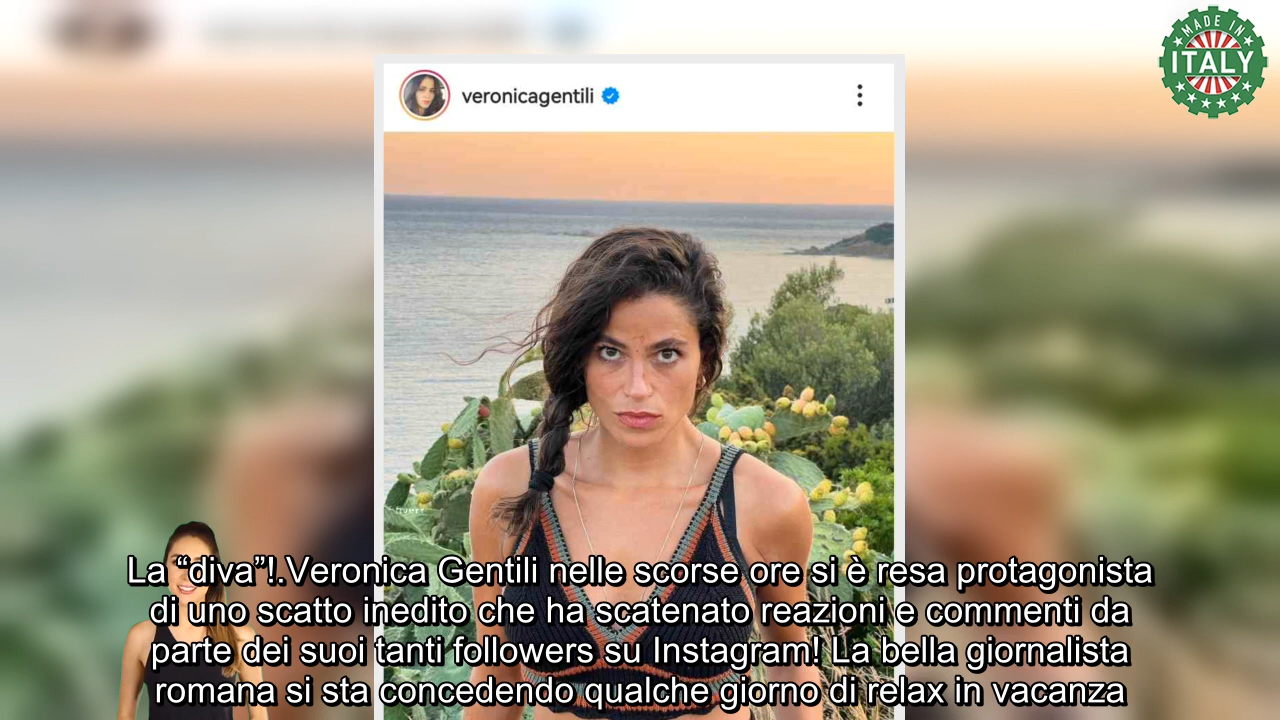 MADE IN
ITALY
veronicagentili
La “diva”!.Veronica Gentili nelle scorse ore si è resa protagonista
di uno scatto inedito che ha scatenato reazioni e commenti da
parte dei suoi tanti followers su Instagram! La bella giornalista
romana si sta concedendo qualche giorno di relax in vacanza